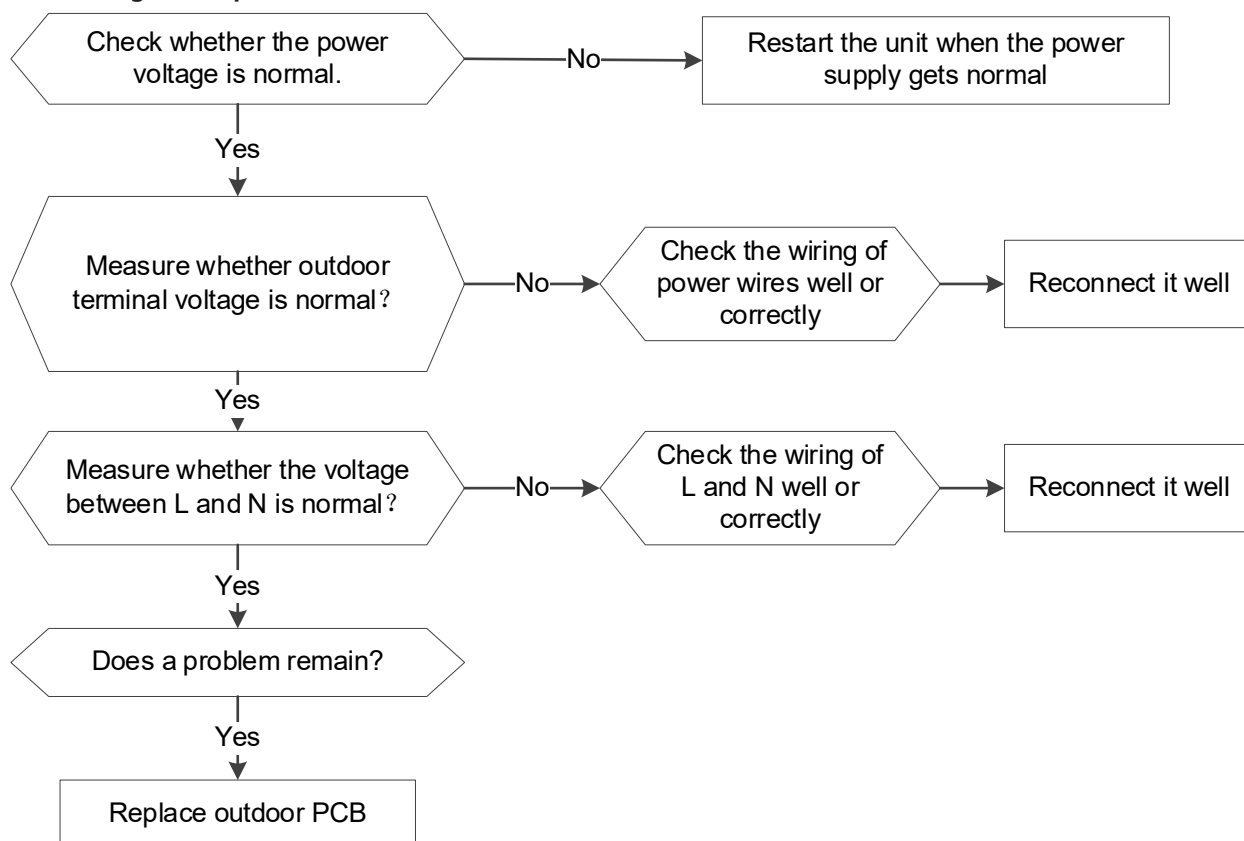 Check whether the power
voltage is normal.
No
Restart the unit when the power
supply gets normal
Yes
Measure whether outdoor
terminal voltage is normal?
No
Check the wiring of
power wires well or
correctly
Reconnect it well
Yes
Measure whether the voltage
between L and N is normal?
No
Check the wiring of
L and N well or
correctly
Reconnect it well
Yes
Does a problem remain?
Yes
Replace outdoor PCB